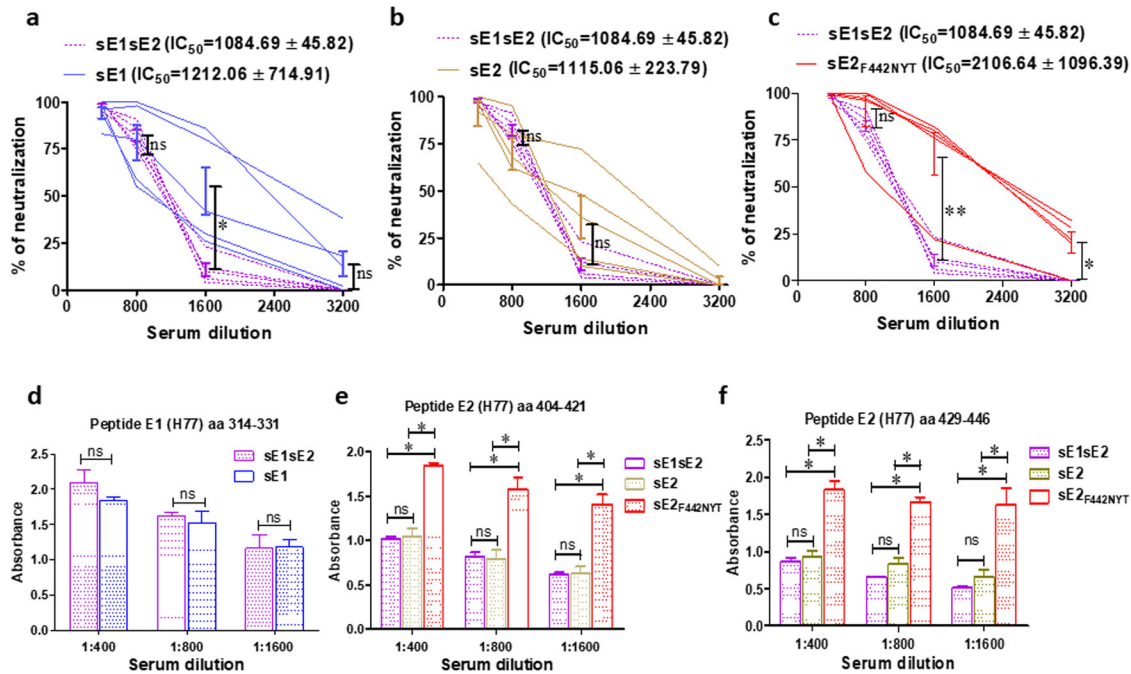 a
sE1sE2 (IC50=1084.69 ± 45.82)
sE1 (IC50=1212.06 ± 714.91)
% of neutralization
100
75
50
25
0
ns
*
ns
0 800 1600 2400 3200
Serum dilution
b
sE1sE2 (IC50=1084.69 ± 45.82)
sE2 (IC50=1115.06 ± 223.79)
% of neutralization
100
75
50
25
0
ns
ns
0 800 1600 2400 3200
Serum dilution
c
sE1sE2 (IC50=1084.69 ± 45.82)
sE2F442NYT (IC50=2106.64 ± 1096.39)
% of neutralization
100
75
50
25
0
ns
**
*
0 800 1600 2400 3200
Serum dilution
d
Peptide E1 (H77) aa 314-331
Absorbance
2.5
2.0
1.5
1.0
0.5
0.0
ns
ns
ns
sE1sE2
sE1
1:400 1:800 1:1600
Serum dilution
e
Peptide E2 (H77) aa 404-421
Absorbance
2.0
1.5
1.0
0.5
0.0
* * *
* * *
ns ns ns
sE1sE2
sE2
sE2F442NYT
1:400 1:800 1:1600
Serum dilution
f
Peptide E2 (H77) aa 429-446
Absorbance
2.5
2.0
1.5
1.0
0.5
0.0
* * *
* * *
ns ns ns
sE1sE2
sE2
sE2F442NYT
1:400 1:800 1:1600
Serum dilution